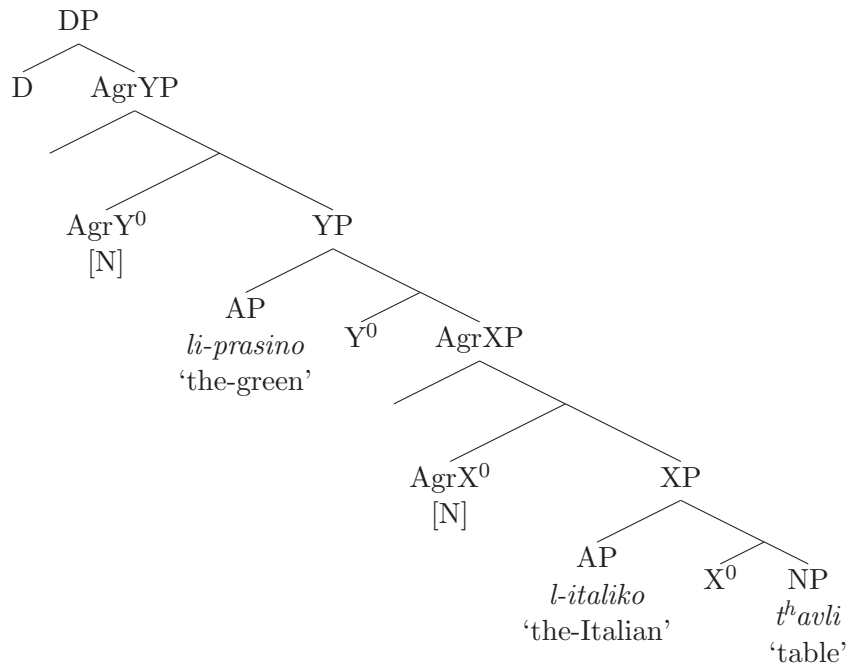 DP
D AgrYP
AgrY⁰ YP
[N]
AP Y⁰ AgrXP
li-prasino
‘the-green’
AgrX⁰ XP
[N]
AP X⁰ NP
l-italiko tʰavli
‘the-Italian’ ‘table’